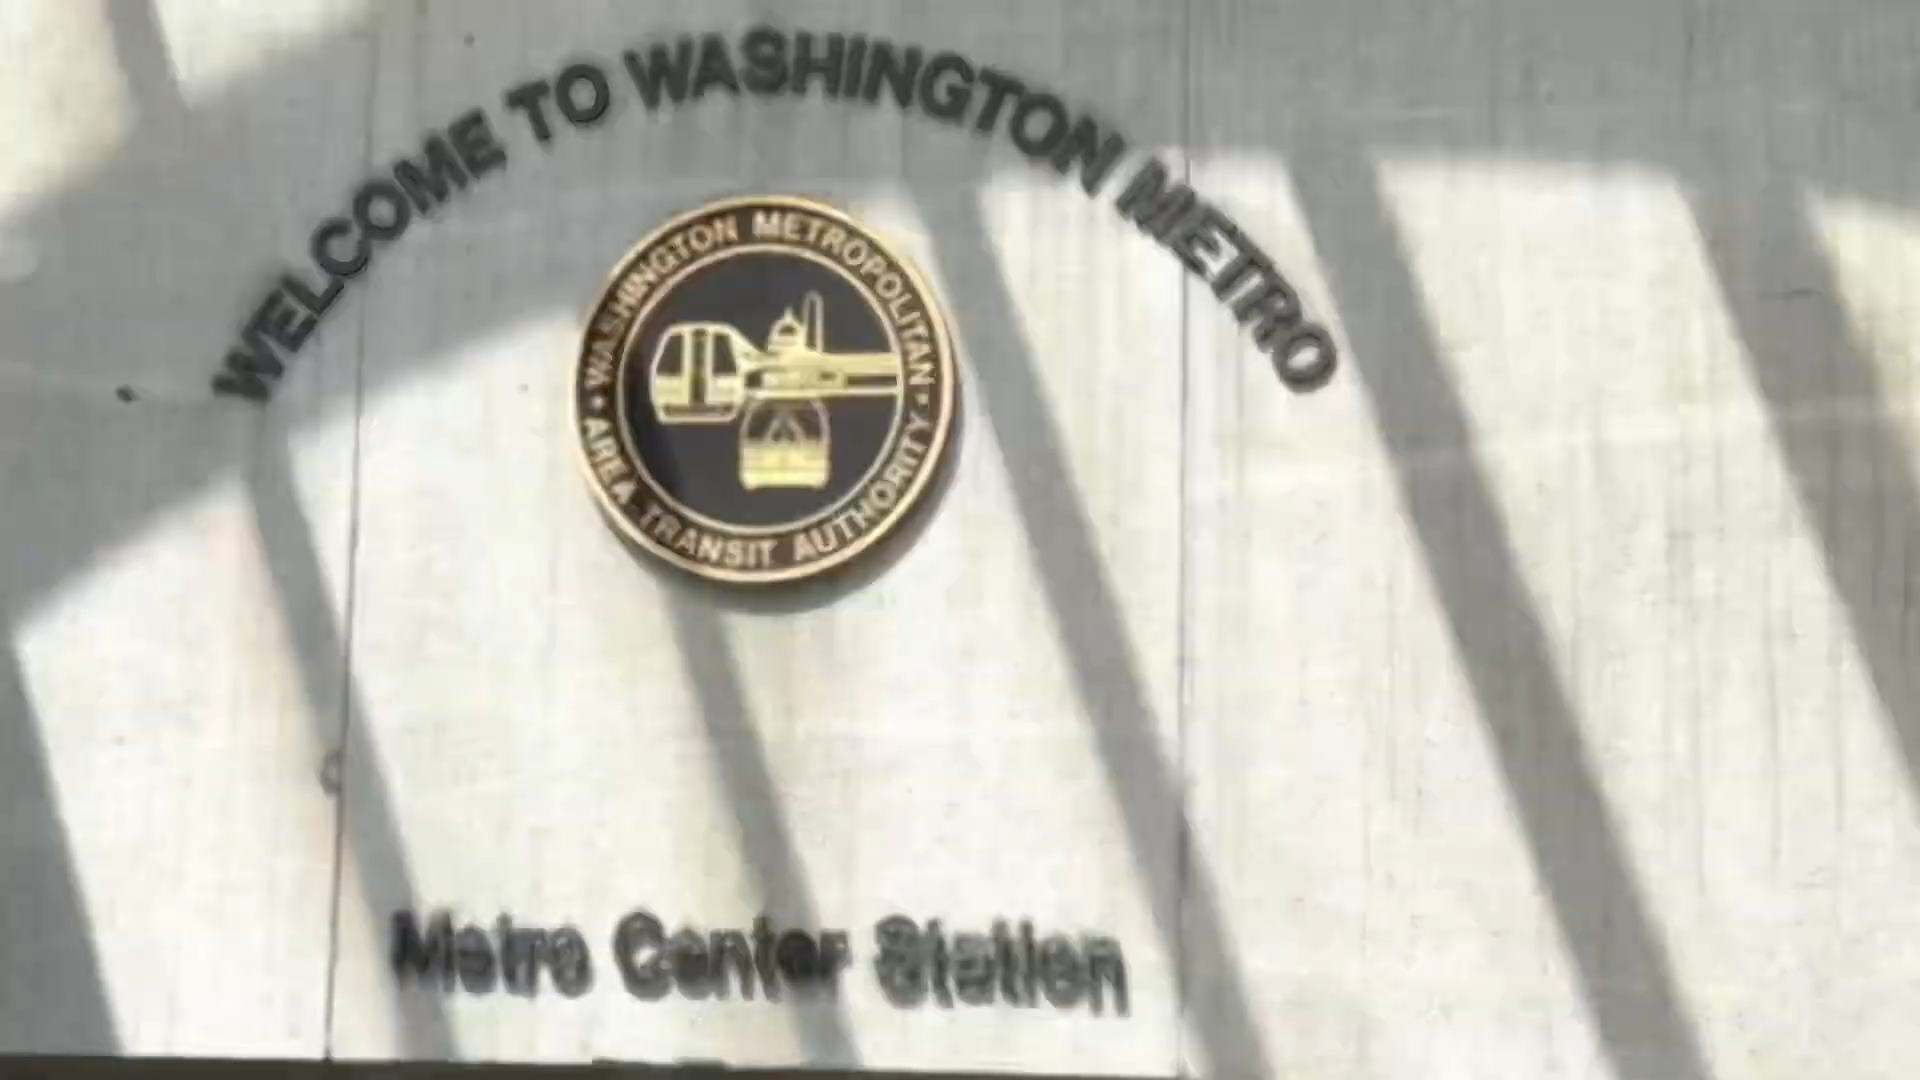 WELCOME TO WASHINGTON METRO
WASHINGTON METROPOLITAN
AREA TRANSIT AUTHORITY
Metro Center Station